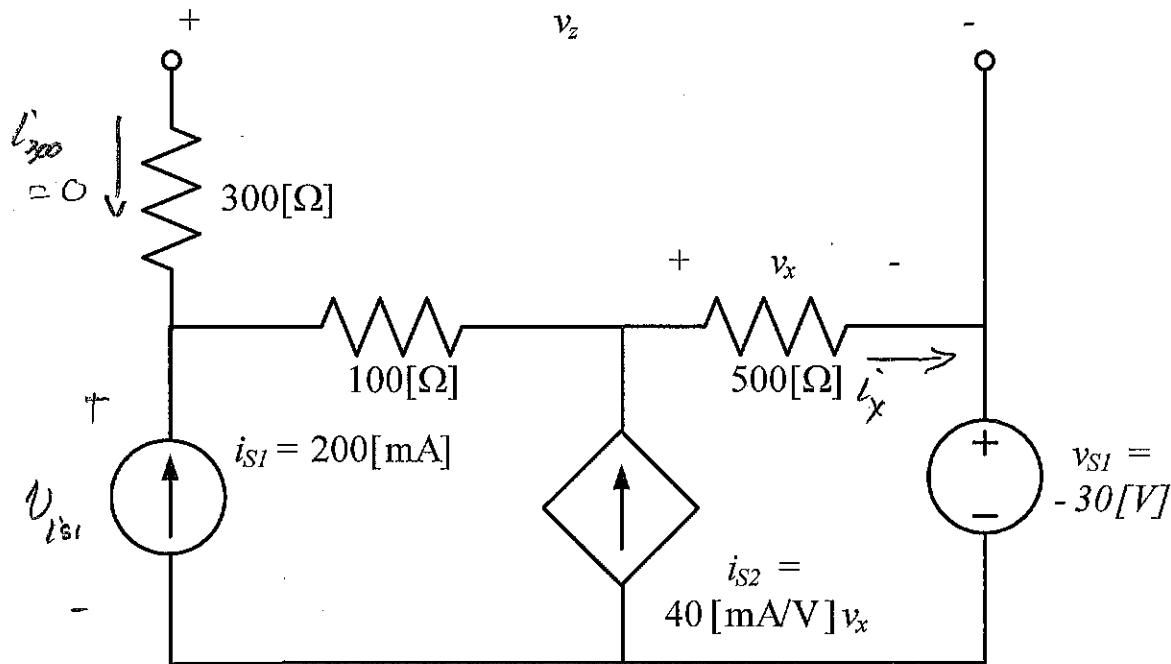 + v_z -
i_300
= 0
300[Ω]
+ v_x -
100[Ω]
500[Ω]
i_x
+
i_S1 = 200[mA]
v_iS1
-
+
-
v_S1 =
- 30[V]
i_S2 =
40[mA/V]v_x